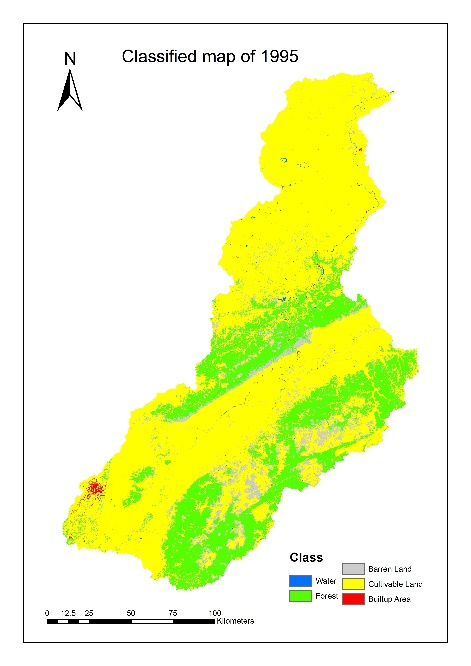 Classified map of 1995
N
Class
Water
Forest
Barren Land
Cultivable Land
Builtup Area
0 12.5 25 50 75 100
Kilometers